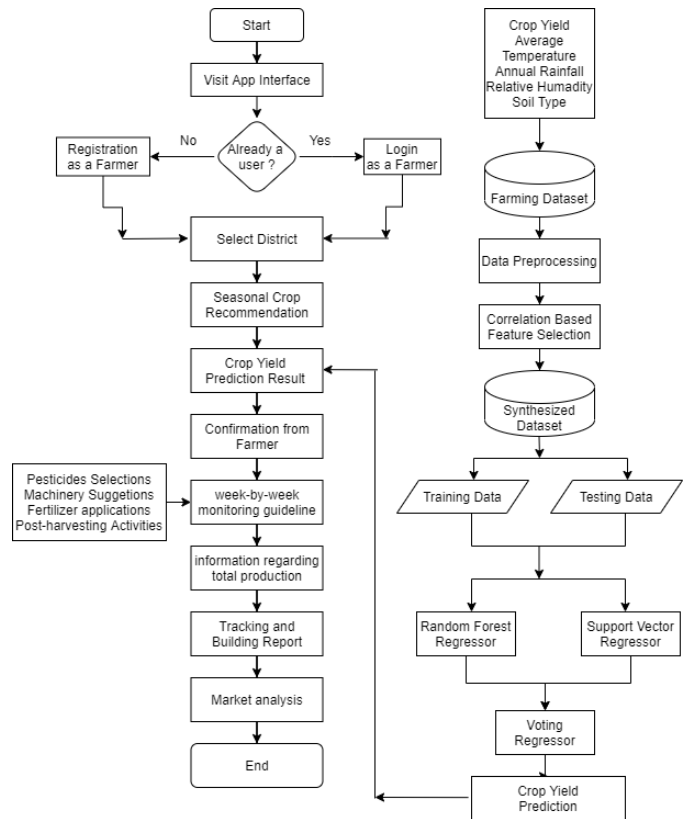 Start
Visit App Interface
Already a
user ?
No
Yes
Registration
as a Farmer
Login
as a Farmer
Select District
Seasonal Crop
Recommendation
Crop Yield
Prediction Result
Confirmation from
Farmer
Pesticides Selections
Machinery Suggetions
Fertilizer applications
Post-harvesting Activities
week-by-week
monitoring guideline
information regarding
total production
Tracking and
Building Report
Market analysis
End
Crop Yield
Average
Temperature
Annual Rainfall
Relative Humadity
Soil Type
Farming Dataset
Data Preprocessing
Correlation Based
Feature Selection
Synthesized
Dataset
Training Data
Testing Data
Random Forest
Regressor
Support Vector
Regressor
Voting
Regressor
Crop Yield
Prediction